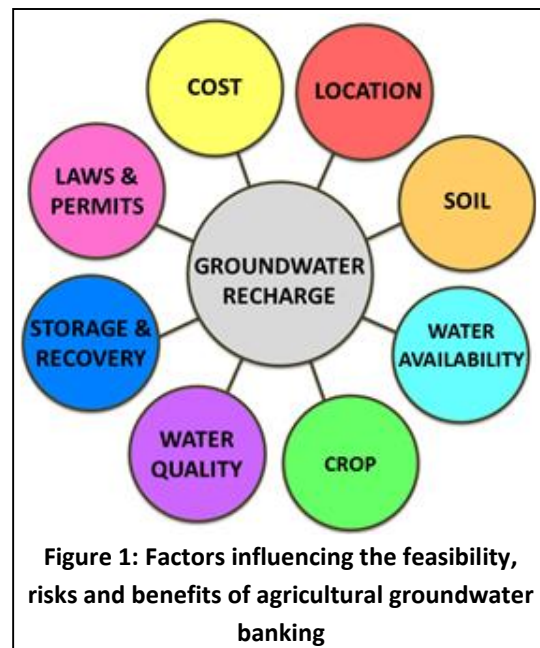 COST
LOCATION
LAWS &
PERMITS
SOIL
GROUNDWATER
RECHARGE
STORAGE &
RECOVERY
WATER
AVAILABILITY
WATER
QUALITY
CROP
Figure 1: Factors influencing the feasibility,
risks and benefits of agricultural groundwater
banking